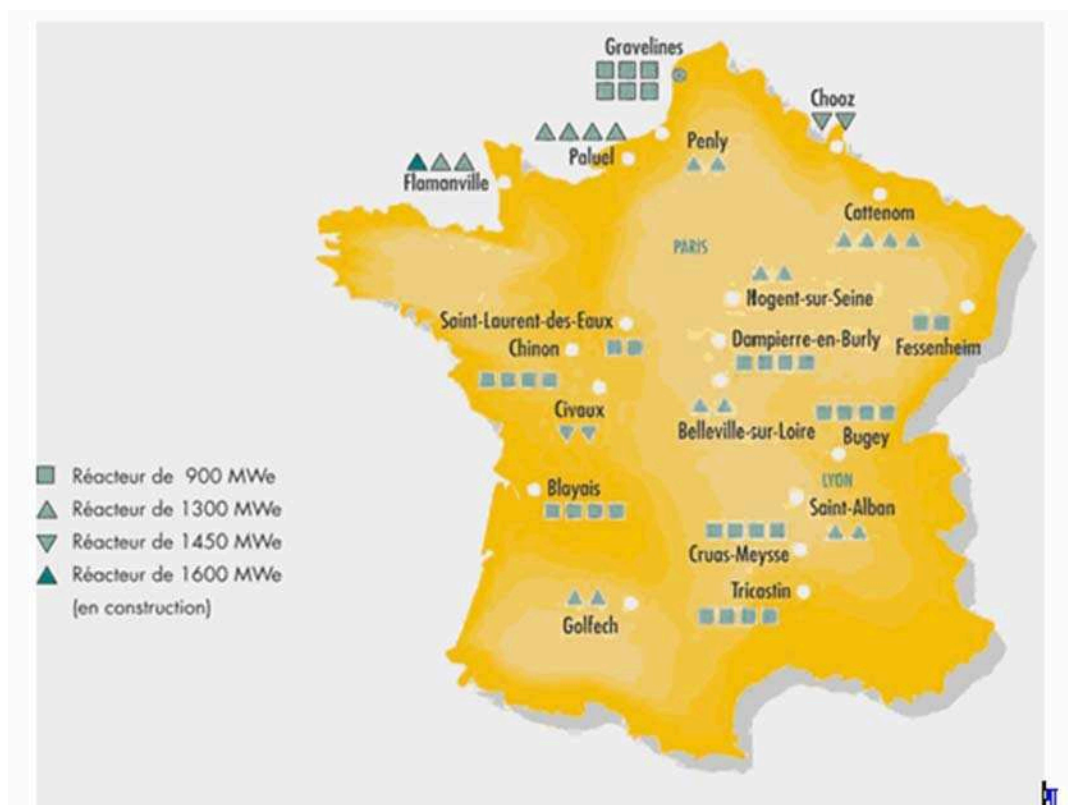 Gravelines
Chooz
Penly
Paluel
Flamanville
Cattenom
PARIS
Nogent-sur-Seine
Saint-Laurent-des-Eaux
Dampierre-en-Burly
Fessenheim
Chinon
Civaux
Belleville-sur-Loire
Bugey
LYON
Blayais
Saint-Alban
Cruas-Meysse
Tricastin
Golfech
Réacteur de 900 MWe
Réacteur de 1300 MWe
Réacteur de 1450 MWe
Réacteur de 1600 MWe
(en construction)